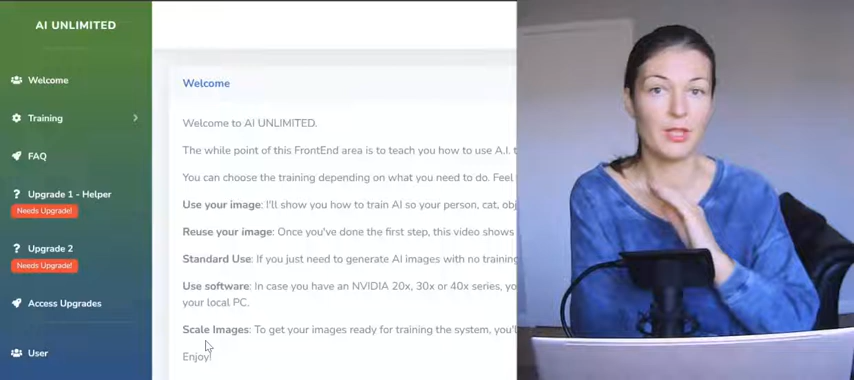 AI UNLIMITED
Welcome
Training
FAQ
Upgrade 1 - Helper
Needs Upgrade!
Upgrade 2
Needs Upgrade!
Access Upgrades
User
Welcome
Welcome to AI UNLIMITED.
The while point of this FrontEnd area is to teach you how to use A.I.
You can choose the training depending on what you need to do. Feel
Use your image: I'll show you how to train AI so your person, cat,
Reuse your image: Once you've done the first step, this video shows
Standard Use: If you just need to generate AI images with no training
Use software: In case you have an NVIDIA 20x, 30x or 40x series,
your local PC.
Scale Images: To get your images ready for training the system,
Enjoy!